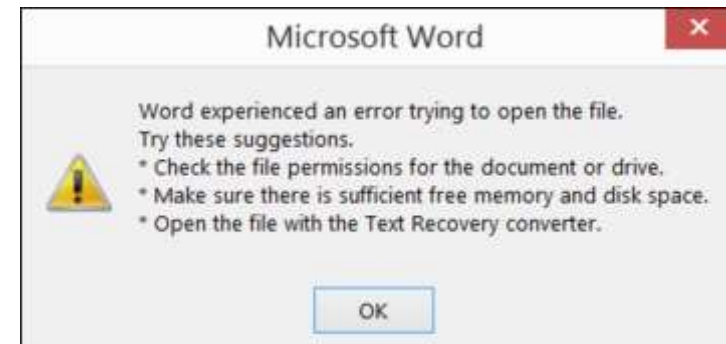 Microsoft Word
Word experienced an error trying to open the file.
Try these suggestions.
* Check the file permissions for the document or drive.
* Make sure there is sufficient free memory and disk space.
* Open the file with the Text Recovery converter.
OK